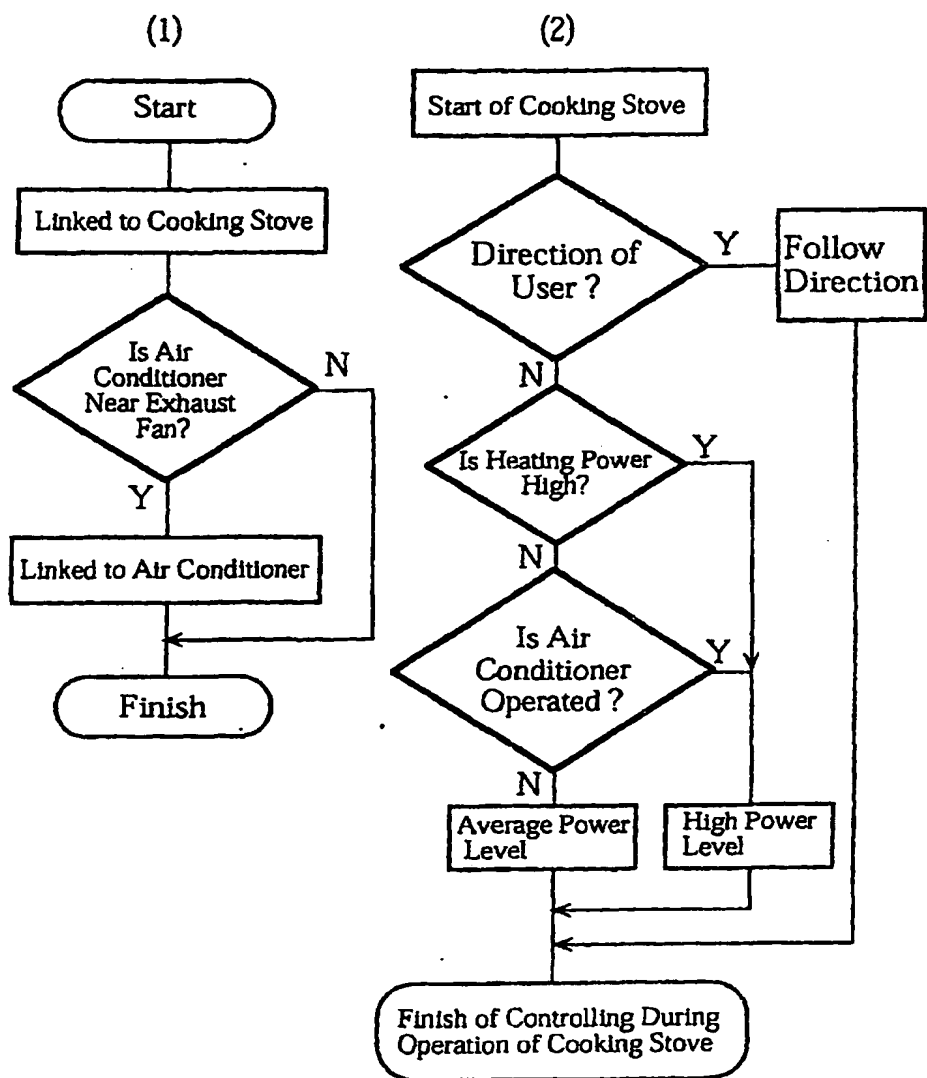 (1)
Start
Linked to Cooking Stove
Is Air
Conditioner
Near Exhaust
Fan?
N
Y
Linked to Air Conditioner
Finish
(2)
Start of Cooking Stove
Direction of
User ?
Y
Follow
Direction
N
Is Heating Power
High?
Y
N
Is Air
Conditioner
Operated ?
Y
N
Average Power
Level
High Power
Level
Finish of Controlling During
Operation of Cooking Stove